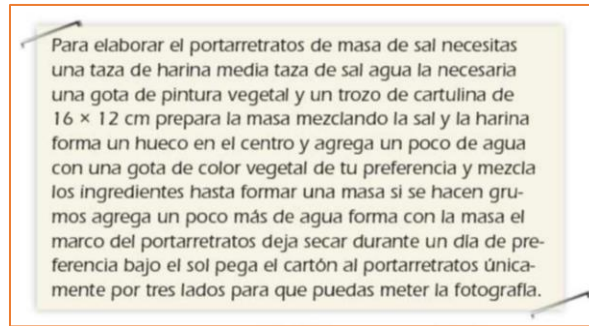 Para elaborar el portarretratos de masa de sal necesitas
una taza de harina media taza de sal agua la necesaria
una gota de pintura vegetal y un trozo de cartulina de
16 × 12 cm prepara la masa mezclando la sal y la harina
forma un hueco en el centro y agrega un poco de agua
con una gota de color vegetal de tu preferencia y mezcla
los ingredientes hasta formar una masa si se hacen gru-
mos agrega un poco más de agua forma con la masa el
marco del portarretratos deja secar durante un día de pre-
ferencia bajo el sol pega el cartón al portarretratos única-
mente por tres lados para que puedas meter la fotografía.